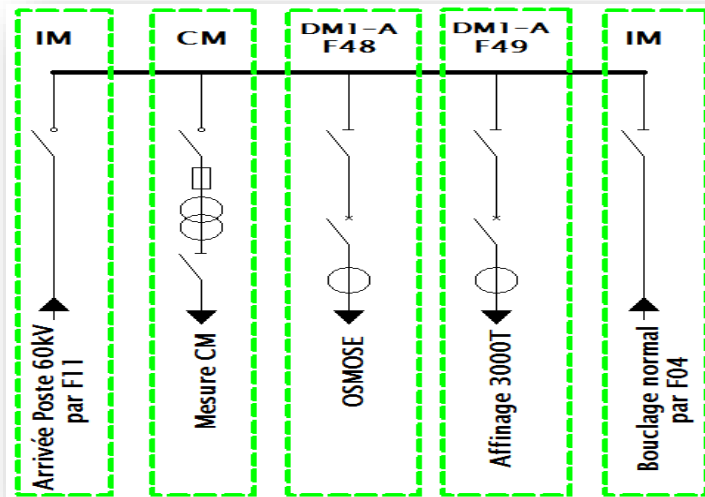 IM
CM
DM1-A
F48
DM1-A
F49
IM
Arrivée Poste 60kV
par F11
Mesure CM
OSMOSE
Affinage 3000T
Bouclage normal
par F04